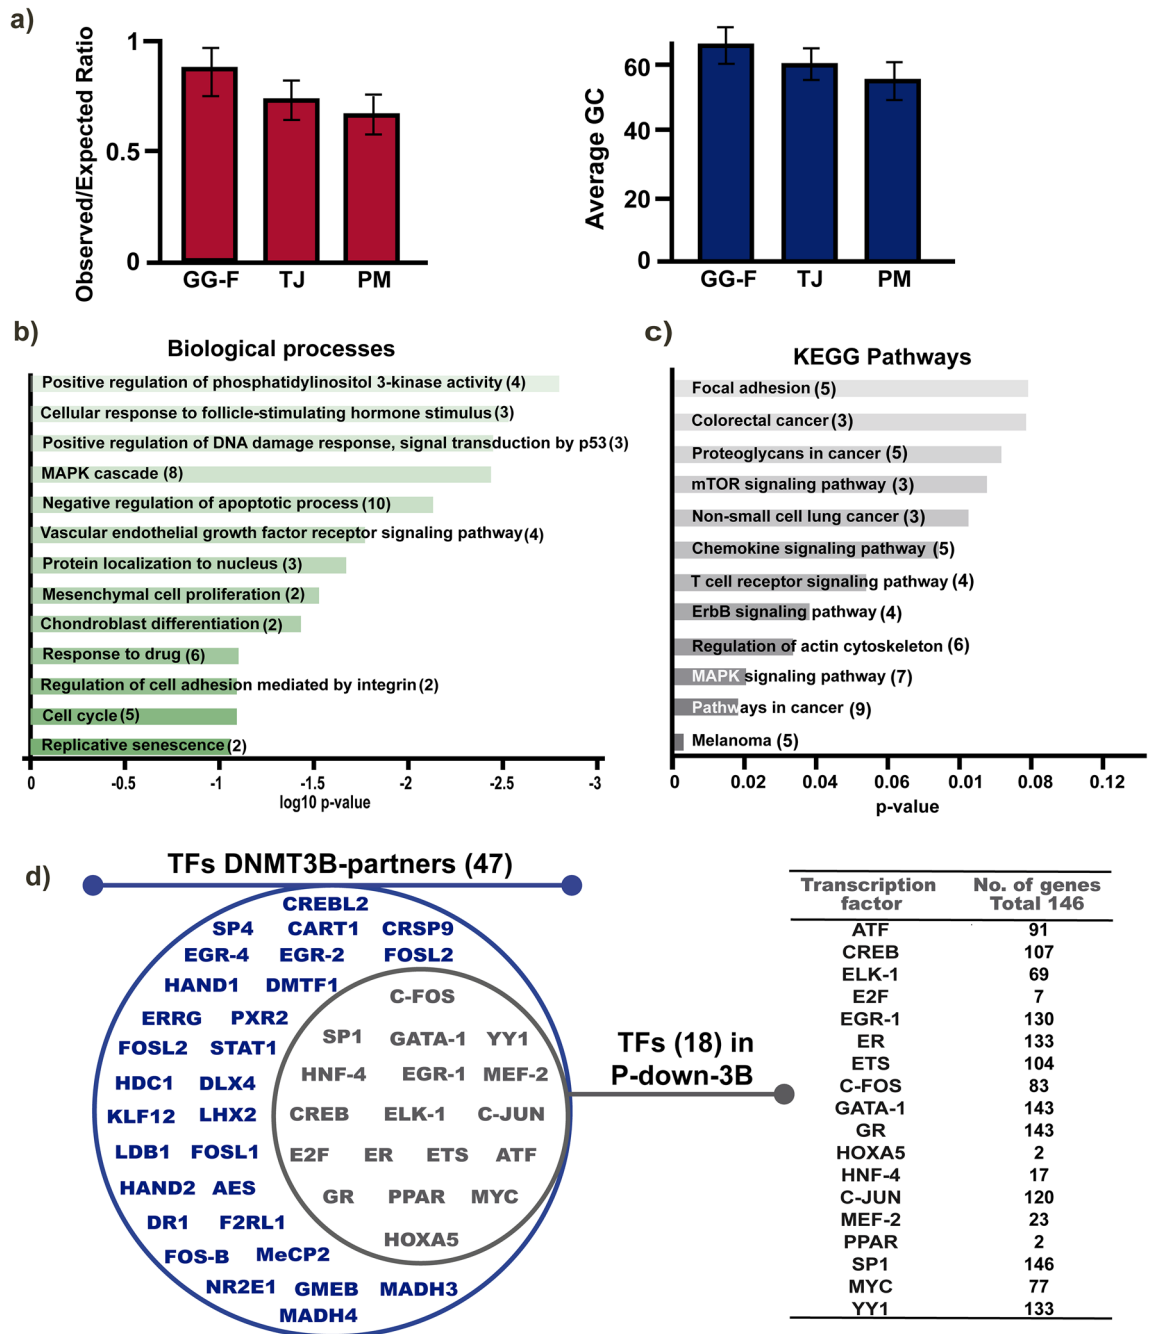 a)
Observed/Expected Ratio
1
0.5
0
GG-F TJ PM
Average GC
60
40
20
0
GG-F TJ PM
b)
Biological processes
Positive regulation of phosphatidylinositol 3-kinase activity (4)
Cellular response to follicle-stimulating hormone stimulus (3)
Positive regulation of DNA damage response, signal transduction by p53 (3)
MAPK cascade (8)
Negative regulation of apoptotic process (10)
Vascular endothelial growth factor receptor signaling pathway (4)
Protein localization to nucleus (3)
Mesenchymal cell proliferation (2)
Chondroblast differentiation (2)
Response to drug (6)
Regulation of cell adhesion mediated by integrin (2)
Cell cycle (5)
Replicative senescence (2)
0 -0.5 -1 -1.5 -2 -2.5 -3
log10 p-value
c)
KEGG Pathways
Focal adhesion (5)
Colorectal cancer (3)
Proteoglycans in cancer (5)
mTOR signaling pathway (3)
Non-small cell lung cancer (3)
Chemokine signaling pathway (5)
T cell receptor signaling pathway (4)
ErbB signaling pathway (4)
Regulation of actin cytoskeleton (6)
MAPK signaling pathway (7)
Pathways in cancer (9)
Melanoma (5)
0 0.02 0.04 0.06 0.01 0.08 0.12
p-value
d)
TFs DNMT3B-partners (47)
CREBL2
SP4 CART1 CRSP9
EGR-4 EGR-2 FOSL2
HAND1 DMTF1
C-FOS
ERRG PXR2
SP1 GATA-1 YY1
FOSL2 STAT1
HNF-4 EGR-1 MEF-2
HDC1 DLX4
CREB ELK-1 C-JUN
KLF12 LHX2
LDB1 FOSL1
E2F ER ETS ATF
HAND2 AES
GR PPAR MYC
DR1 F2RL1
HOXA5
FOS-B MeCP2
NR2E1 GMEB MADH3
MADH4
TFs (18) in
P-down-3B
Transcription No. of genes
factor Total 146
ATF 91
CREB 107
ELK-1 69
E2F 7
EGR-1 130
ER 133
ETS 104
C-FOS 83
GATA-1 143
GR 143
HOXA5 2
HNF-4 17
C-JUN 120
MEF-2 23
PPAR 2
SP1 146
MYC 77
YY1 133